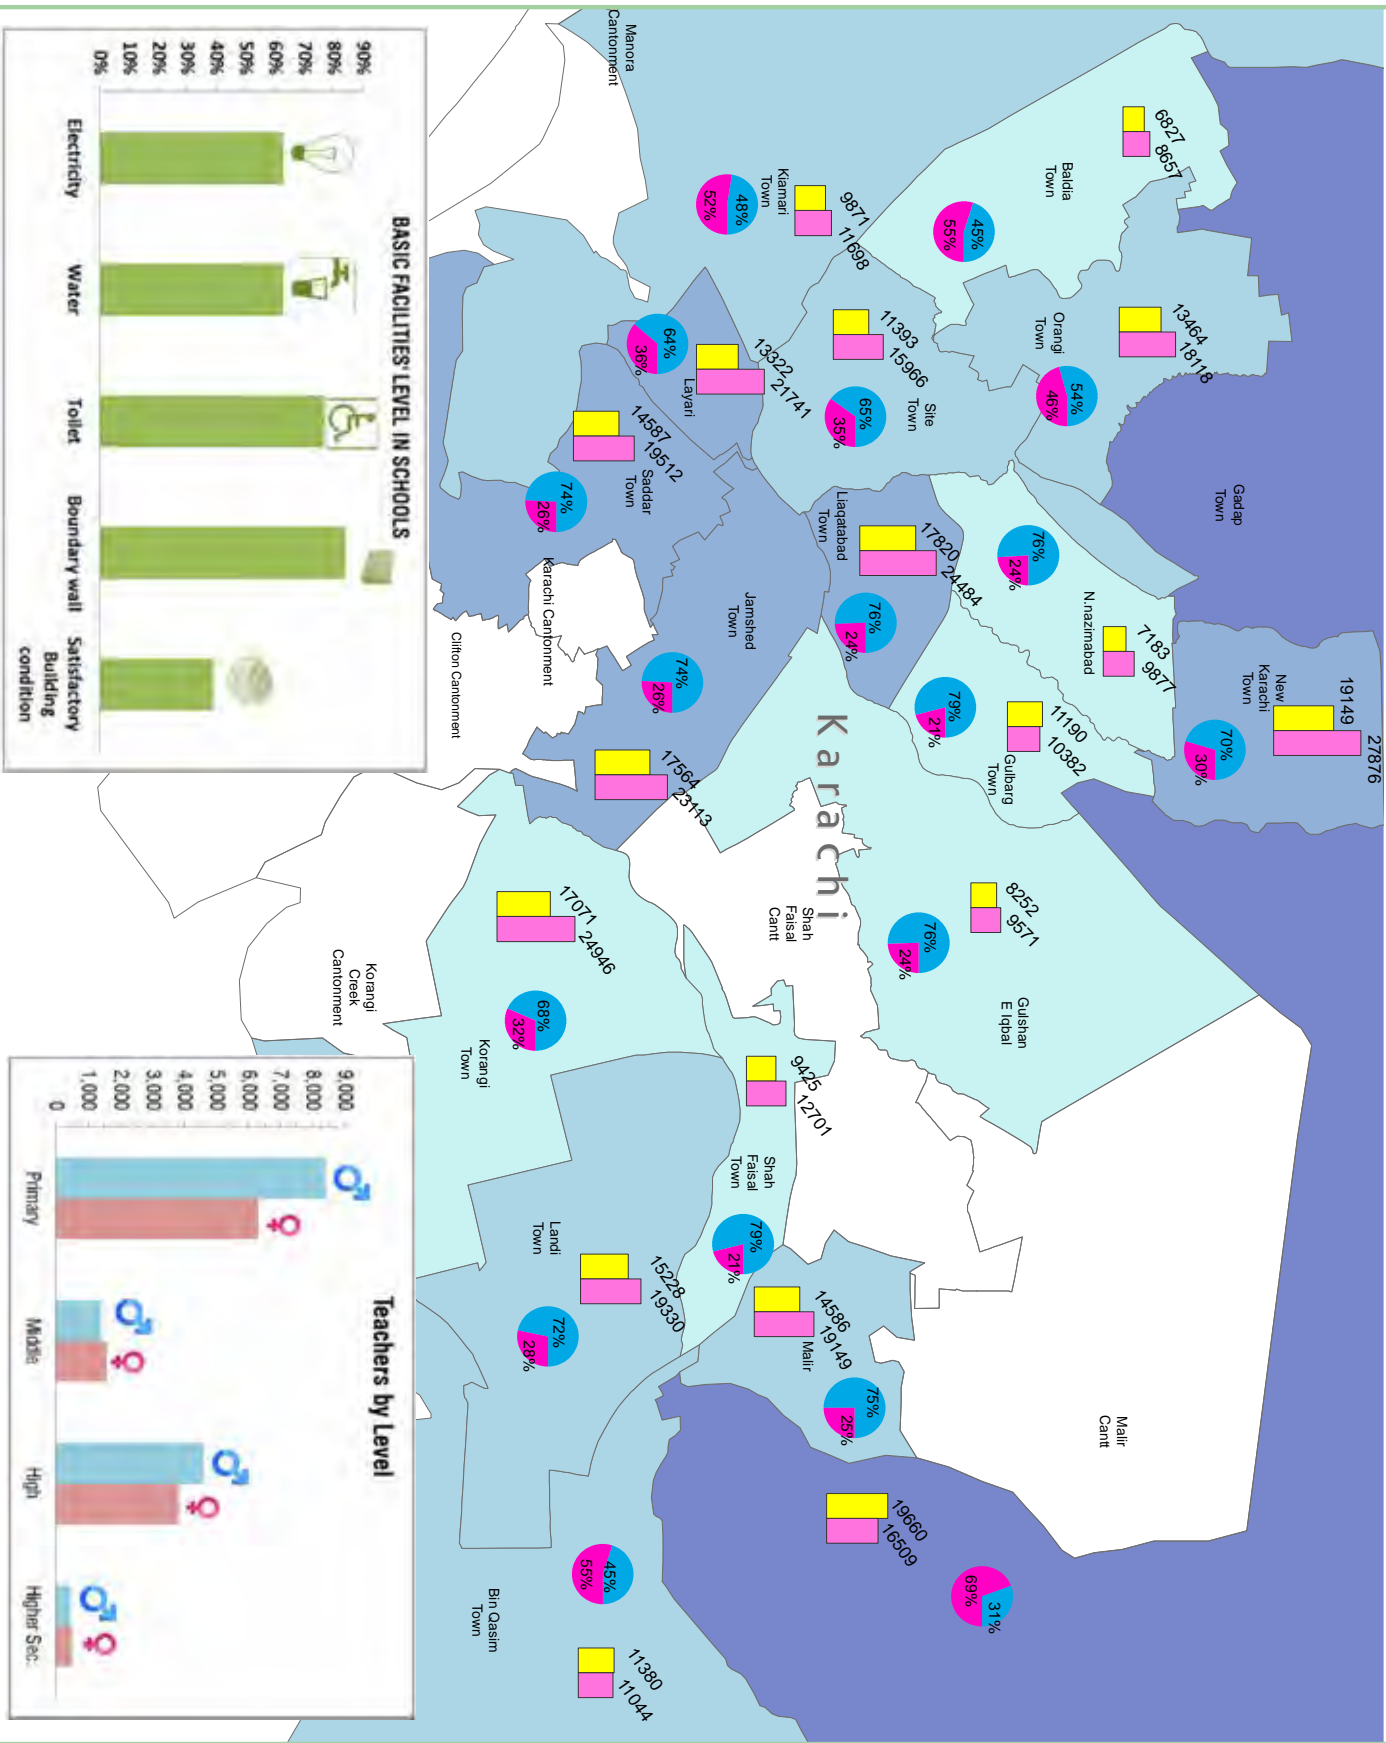 Manora
Cantonment
6827
8657
Baldia
Town
45%
55%
9871
11698
Kiamari
Town
48%
52%
13464
18118
Orangi
Town
54%
46%
11393
15966
Site
Town
65%
35%
13322
21741
Layari
64%
36%
14587
19512
Saddar
Town
74%
26%
Gadap
Town
17820
24484
Liaqatabad
Town
76%
24%
76%
24%
N.nazimabad
7183
9877
19149
27876
New
Karachi
Town
70%
30%
11190
10382
Gulbarg
Town
79%
21%
Jamshed
Town
74%
26%
17564
23113
Karachi Cantonment
Clifton Cantonment
Karachi
8252
9571
76%
24%
Gulshan
E Iqbal
Shah
Faisal
Cantt
17071
24946
68%
32%
Korangi
Town
Korangi
Creek
Cantonment
9425
12701
Shah
Faisal
Town
79%
21%
Landi
Town
15228
19330
72%
28%
14586
19149
Malir
75%
25%
Malir
Cantt
19660
16509
31%
69%
45%
55%
Bin Qasim
Town
11380
11044
BASIC FACILITIES' LEVEL IN SCHOOLS
90%
80%
70%
60%
50%
40%
30%
20%
10%
0%
Electricity
Water
Toilet
Boundary wall
Satisfactory
Building
condition
Teachers by Level
9,000
8,000
7,000
6,000
5,000
4,000
3,000
2,000
1,000
0
Primary
Middle
High
Higher Sec.